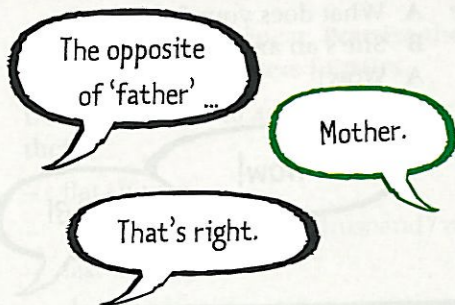 The opposite
of 'father' ...
Mother.
That's right.